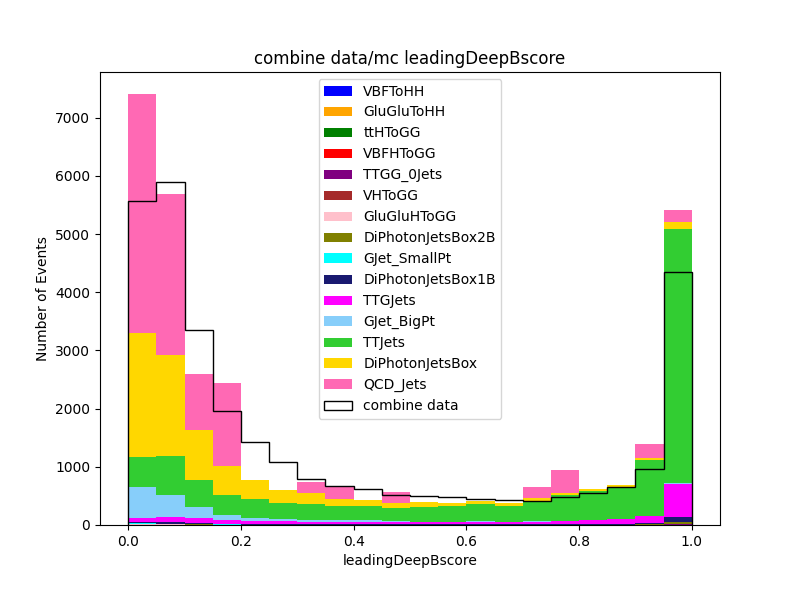 combine data/mc leadingDeepBscore
VBFToHH
GluGluToHH
ttHToGG
VBFHToGG
TTGG_0Jets
VHToGG
GluGluHToGG
DiPhotonJetsBox2B
GJet_SmallPt
DiPhotonJetsBox1B
TTGJets
GJet_BigPt
TTJets
DiPhotonJetsBox
QCD_Jets
combine data
Number of Events
7000
6000
5000
4000
3000
2000
1000
0
0.0 0.2 0.4 0.6 0.8 1.0
leadingDeepBscore